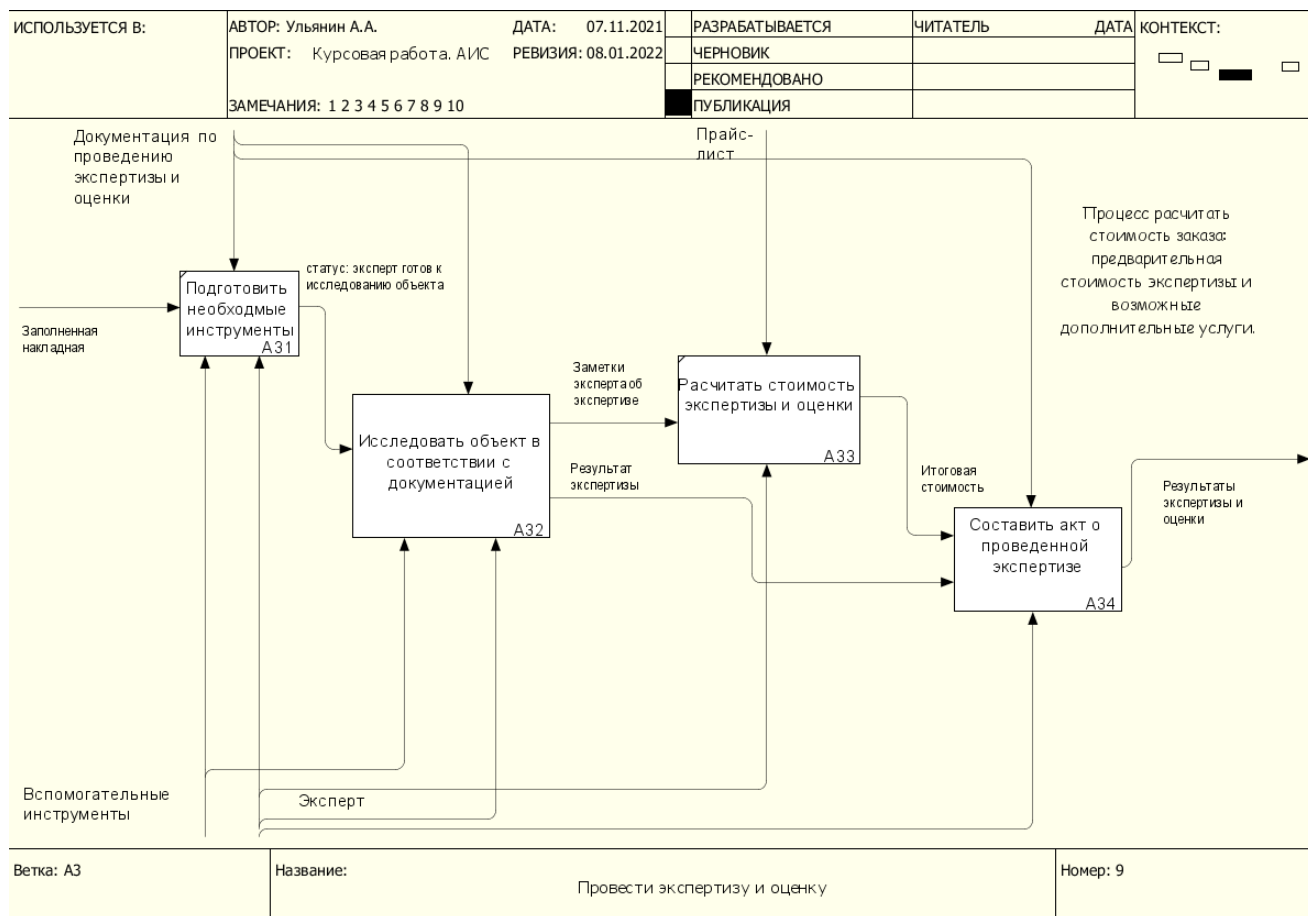 ИСПОЛЬЗУЕТСЯ В:
АВТОР: Ульянин А.А.
ДАТА: 07.11.2021
ПРОЕКТ: Курсовая работа. АИС
РЕВИЗИЯ: 08.01.2022
ЗАМЕЧАНИЯ: 1 2 3 4 5 6 7 8 9 10
РАЗРАБАТЫВАЕТСЯ
ЧЕРНОВИК
РЕКОМЕНДОВАНО
ПУБЛИКАЦИЯ
ЧИТАТЕЛЬ
ДАТА
КОНТЕКСТ:
Документация по
проведению
экспертизы и
оценки
Прайс-
лист
Процесс расчитать
стоимость заказа:
предварительная
стоимость экспертизы и
возможные
дополнительные услуги.
статус: эксперт готов к
исследованию объекта
Подготовить
необходмые
инструменты
А31
Заполненная
накладная
Заметки
эксперта об
экспертизе
Расчитать стоимость
экспертизы и оценки
А33
Исследовать объект в
соответствии с
документацией
А32
Результат
экспертизы
Итоговая
стоимость
Результаты
экспертизы и
оценки
Составить акт о
проведенной
экспертизе
А34
Вспомогательные
инструменты
Эксперт
Ветка: А3
Название:
Провести экспертизу и оценку
Номер: 9